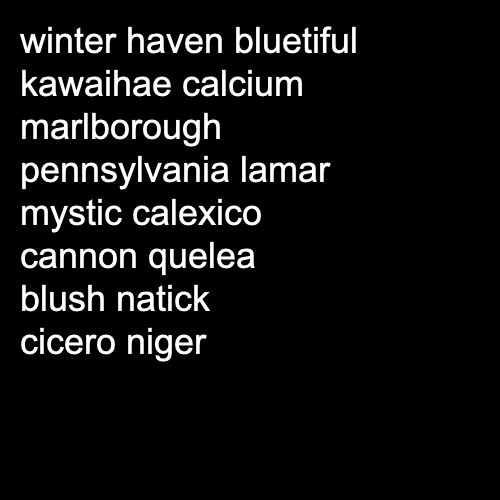 winter haven bluetiful
kawaihae calcium
marlborough
pennsylvania lamar
mystic calexico
cannon quelea
blush natick
cicero niger